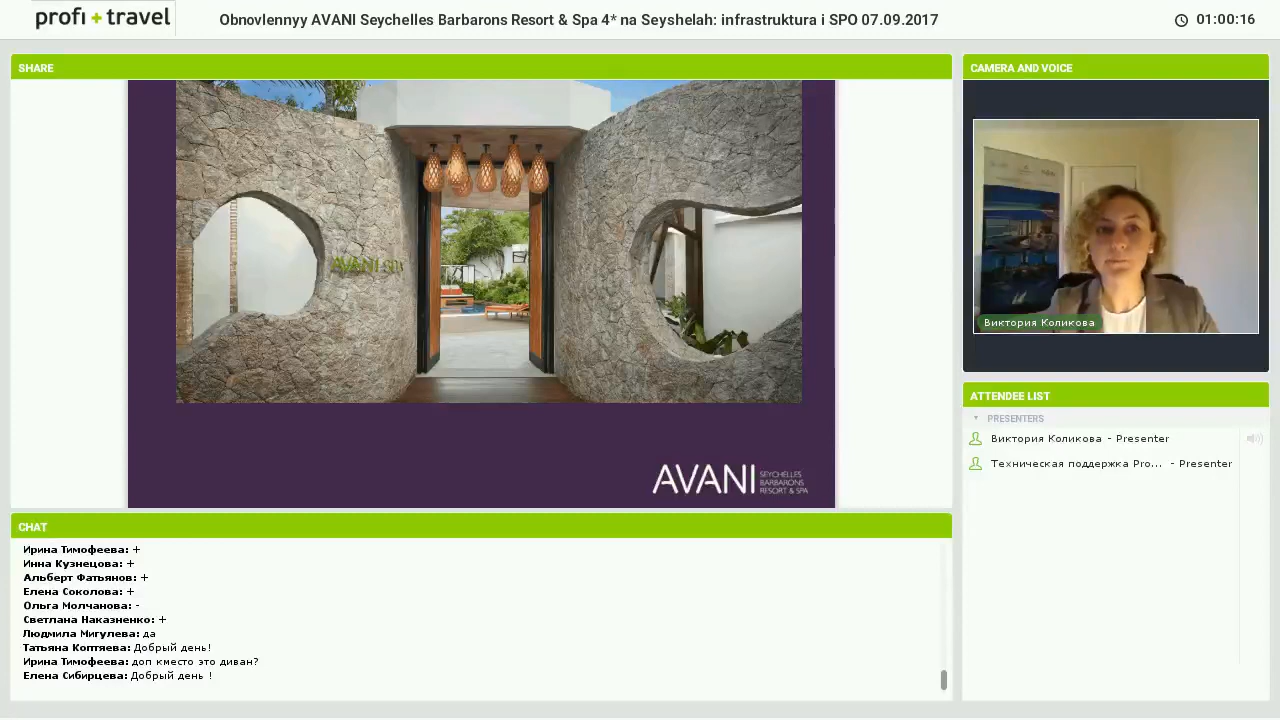 profi + travel
Obnovlennyy AVANI Seychelles Barbarons Resort & Spa 4* na Seyshelah: infrastruktura i SPO 07.09.2017
01:00:16
SHARE
AVANI SPA
AVANI SEYCHELLES
BARBARONS
RESORT & SPA
CAMERA AND VOICE
Виктория Коликова
ATTENDEE LIST
PRESENTERS
Виктория Коликова - Presenter
Техническая поддержка Pro... - Presenter
CHAT
Ирина Тимофеева: +
Инна Кузнецова: +
Альберт Фатьянов: +
Елена Соколова: +
Ольга Молчанова: -
Светлана Наказненко: +
Людмила Мигулева: да
Татьяна Коптяева: Добрый день!
Ирина Тимофеева: доп кместо это диван?
Елена Сибирцева: Добрый день !